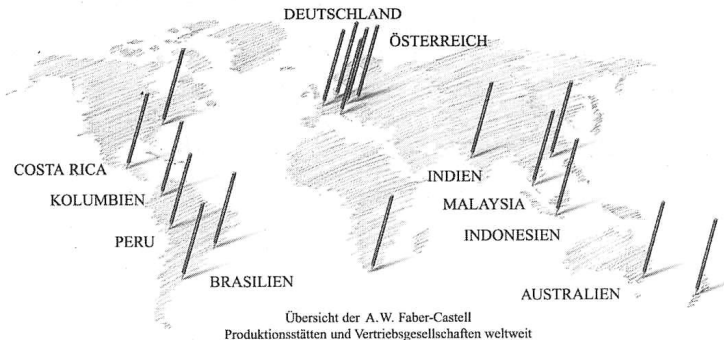 DEUTSCHLAND
ÖSTERREICH
COSTA RICA
KOLUMBIEN
PERU
BRASILIEN
INDIEN
MALAYSIA
INDONESIEN
AUSTRALIEN
Übersicht der A.W. Faber-Castell
Produktionsstätten und Vertriebsgesellschaften weltweit